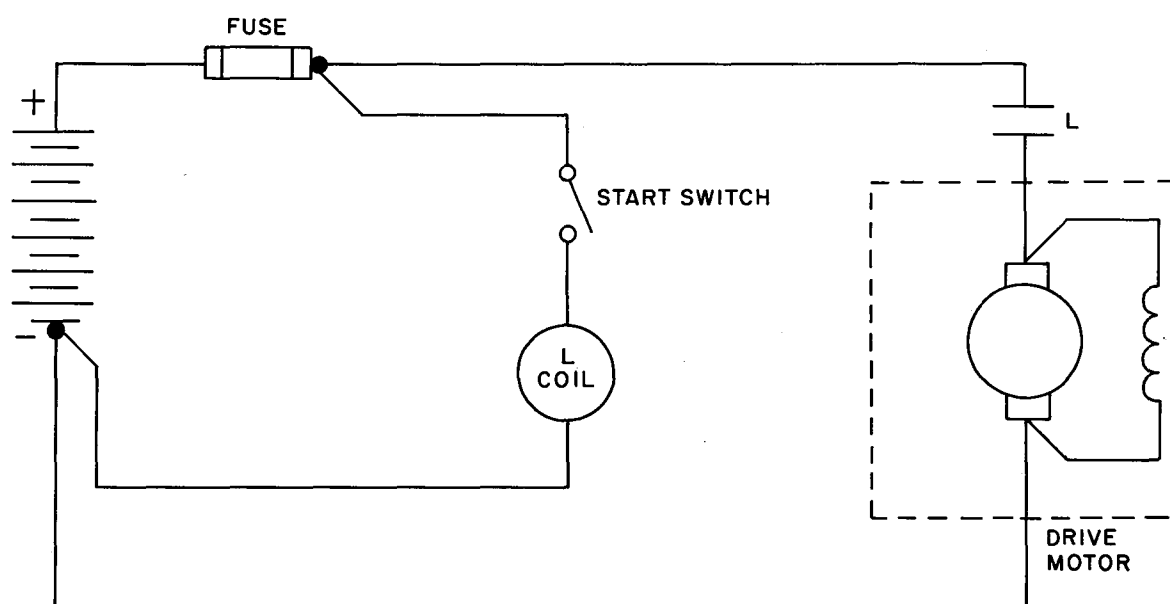 FUSE
+
L
START SWITCH
-
L
COIL
DRIVE
MOTOR